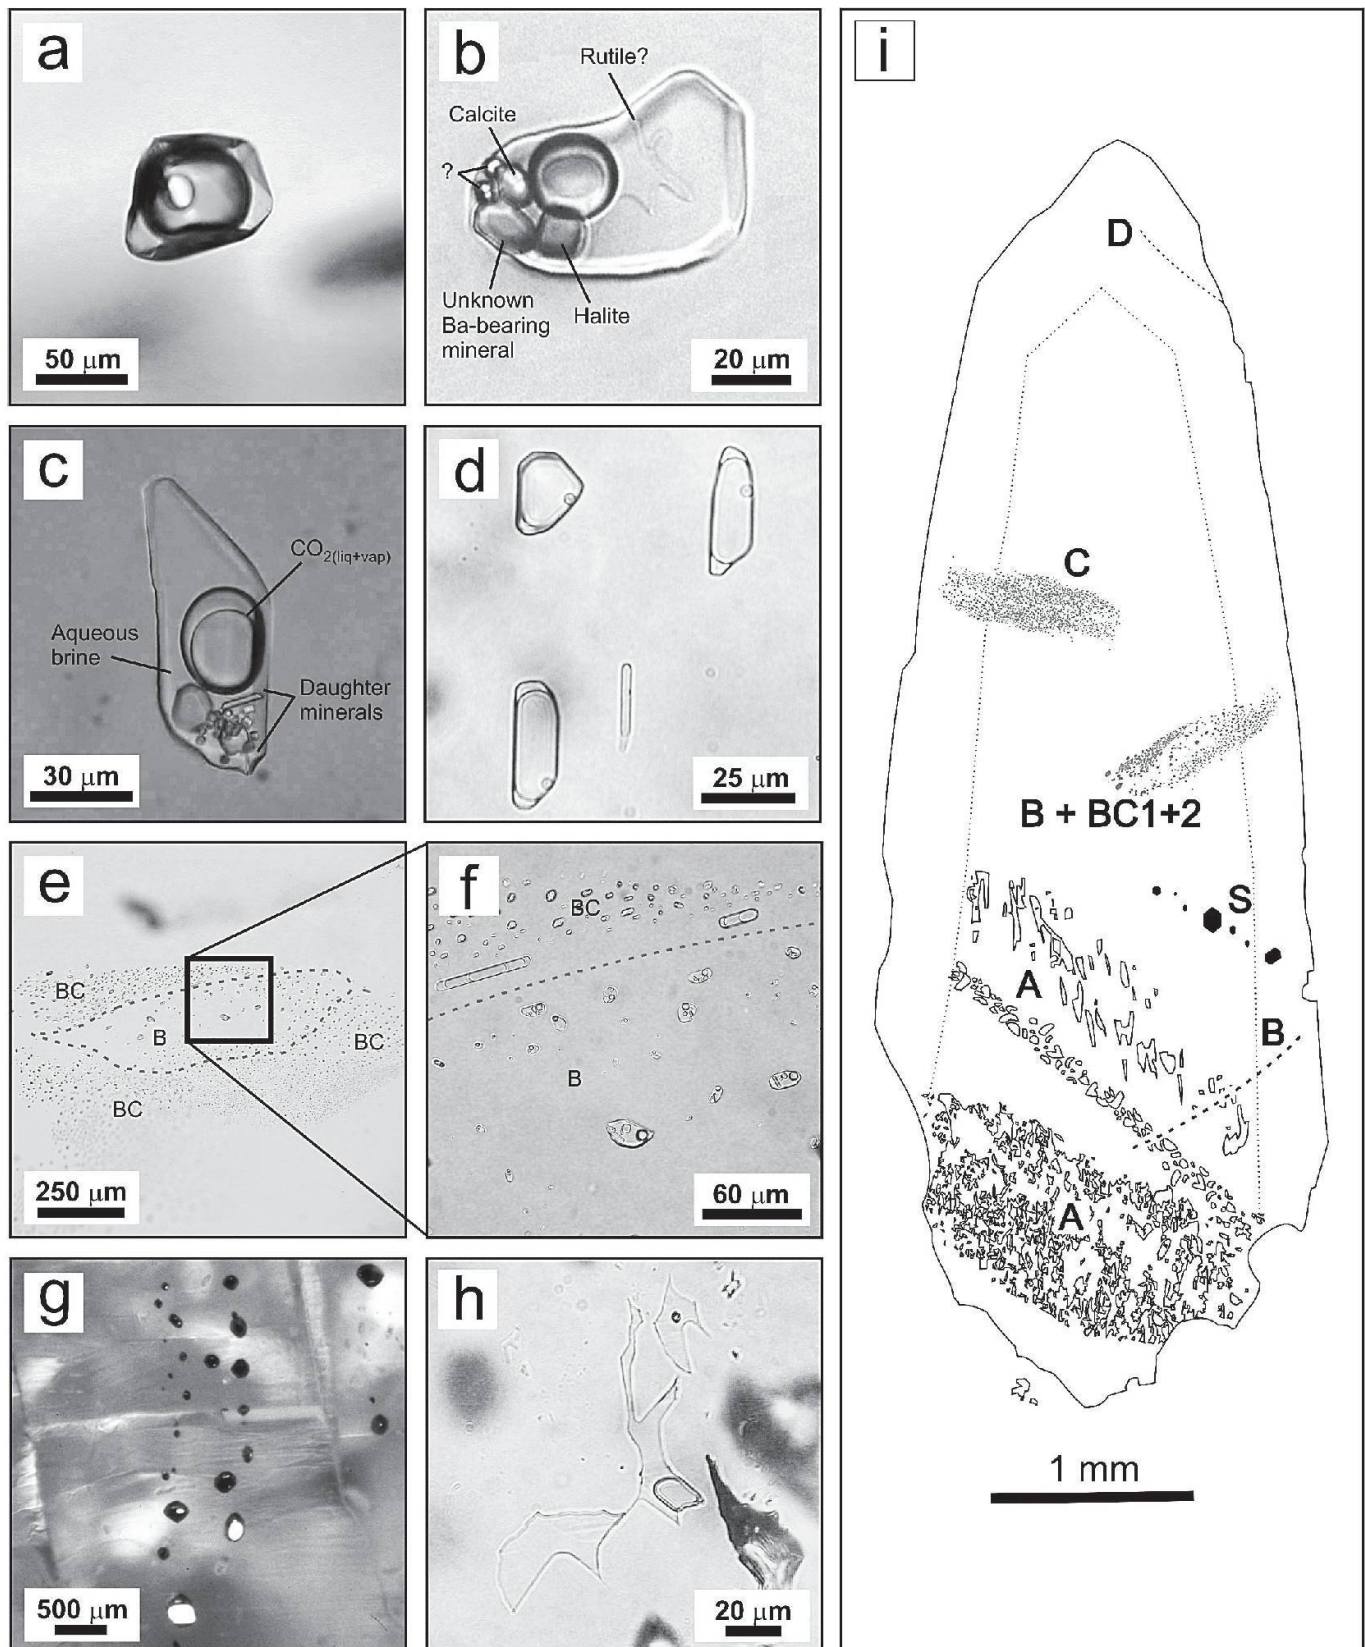 a
50 μm
b
Rutile?
Calcite
?
Unknown
Ba-bearing
mineral
Halite
20 μm
c
CO2(liq+vap)
Aqueous
brine
Daughter
minerals
30 μm
d
25 μm
e
BC
B
BC
BC
250 μm
f
BC
B
60 μm
g
500 μm
h
20 μm
i
D
C
B + BC1+2
S
A
B
A
1 mm